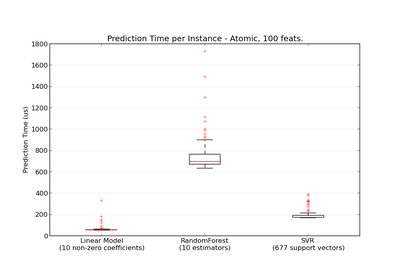 Prediction Time per Instance - Atomic, 100 feats.
1800
1600
1400
1200
1000
800
600
400
200
0
Prediction Time (us)
Linear Model RandomForest SVR
(10 non-zero coefficients) (10 estimators) (677 support vectors)